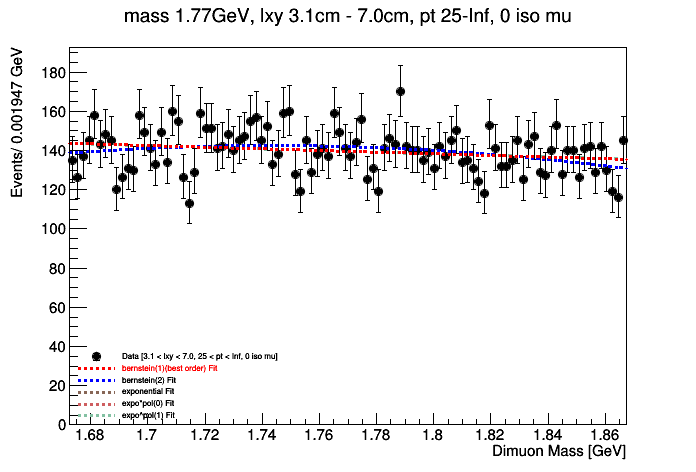 mass 1.77GeV, lxy 3.1cm - 7.0cm, pt 25-Inf, 0 iso mu
Events/ 0.001947 GeV
180
160
140
120
100
80
60
40
20
0
Data [3.1 < lxy < 7.0, 25 < pt < Inf, 0 iso mu]
bernstein(1)(best order) Fit
bernstein(2) Fit
exponential Fit
expo*pol(0) Fit
expo*pol(1) Fit
1.68 1.7 1.72 1.74 1.76 1.78 1.8 1.82 1.84 1.86
Dimuon Mass [GeV]